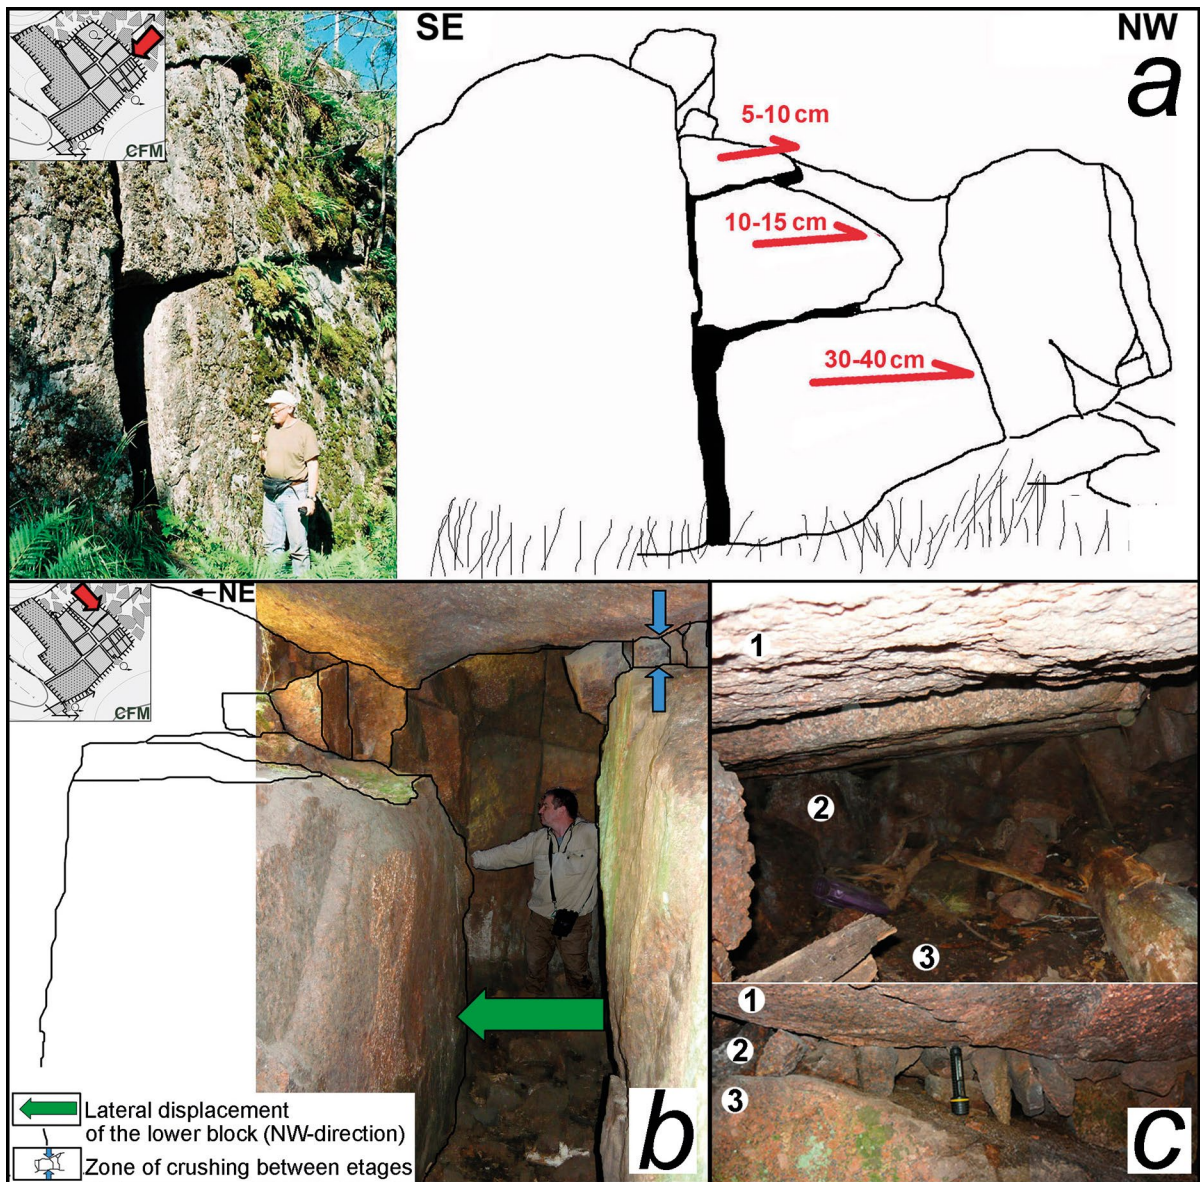 CFM
SE
NW
a
5-10 cm
10-15 cm
30-40 cm
CFM
←NE
b
Lateral displacement
of the lower block (NW-direction)
Zone of crushing between etages
1
2
3
1
2
3
c